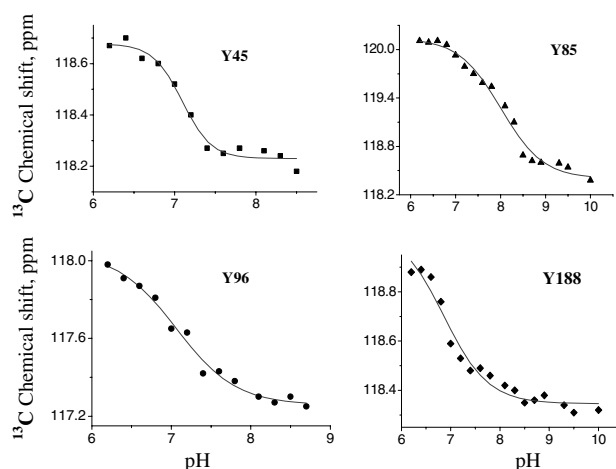 ¹³C Chemical shift, ppm
Y45
118.6
118.4
118.2
6 7 8
Y85
120.0
119.4
118.8
118.2
6 7 8 9 10
¹³C Chemical shift, ppm
Y96
118.0
117.6
117.2
6 7 8 9
pH
Y188
118.8
118.6
118.4
6 7 8 9 10
pH